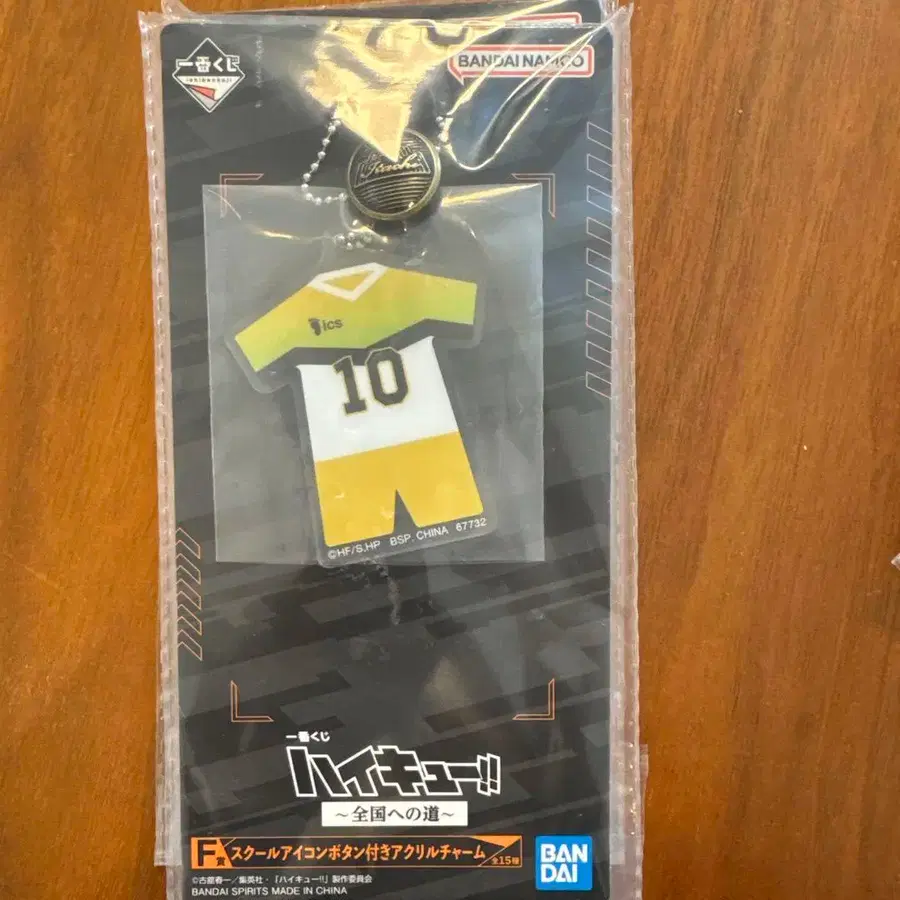 一番くじ
BANDAI NAMCO
ics
10
©HF/S.HP BSP. CHINA 67732
一番くじ
ハイキュー!!
～全国への道～
F賞 スクールアイコンボタン付きアクリルチャーム 全15種
©古舘春一/集英社・「ハイキュー!!」製作委員会
BANDAI SPIRITS MADE IN CHINA
BAN
DAI